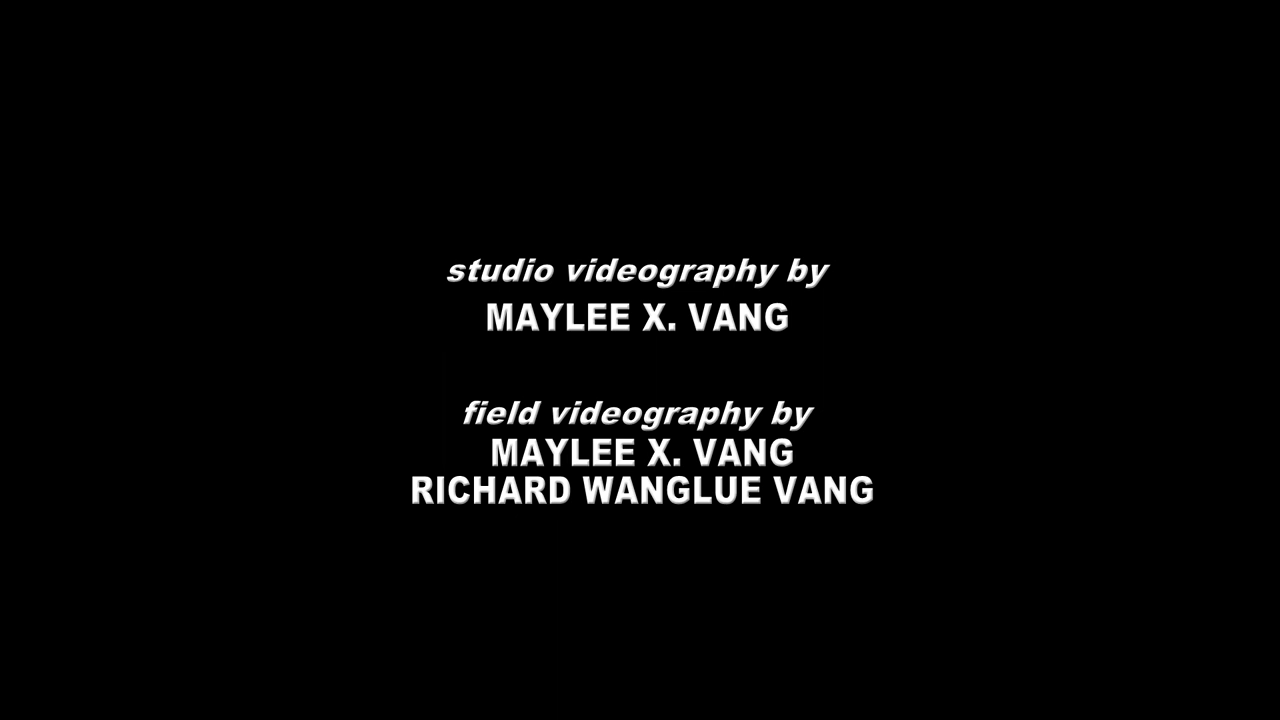 studio videography by
MAYLEE X. VANG
field videography by
MAYLEE X. VANG
RICHARD WANGLUE VANG